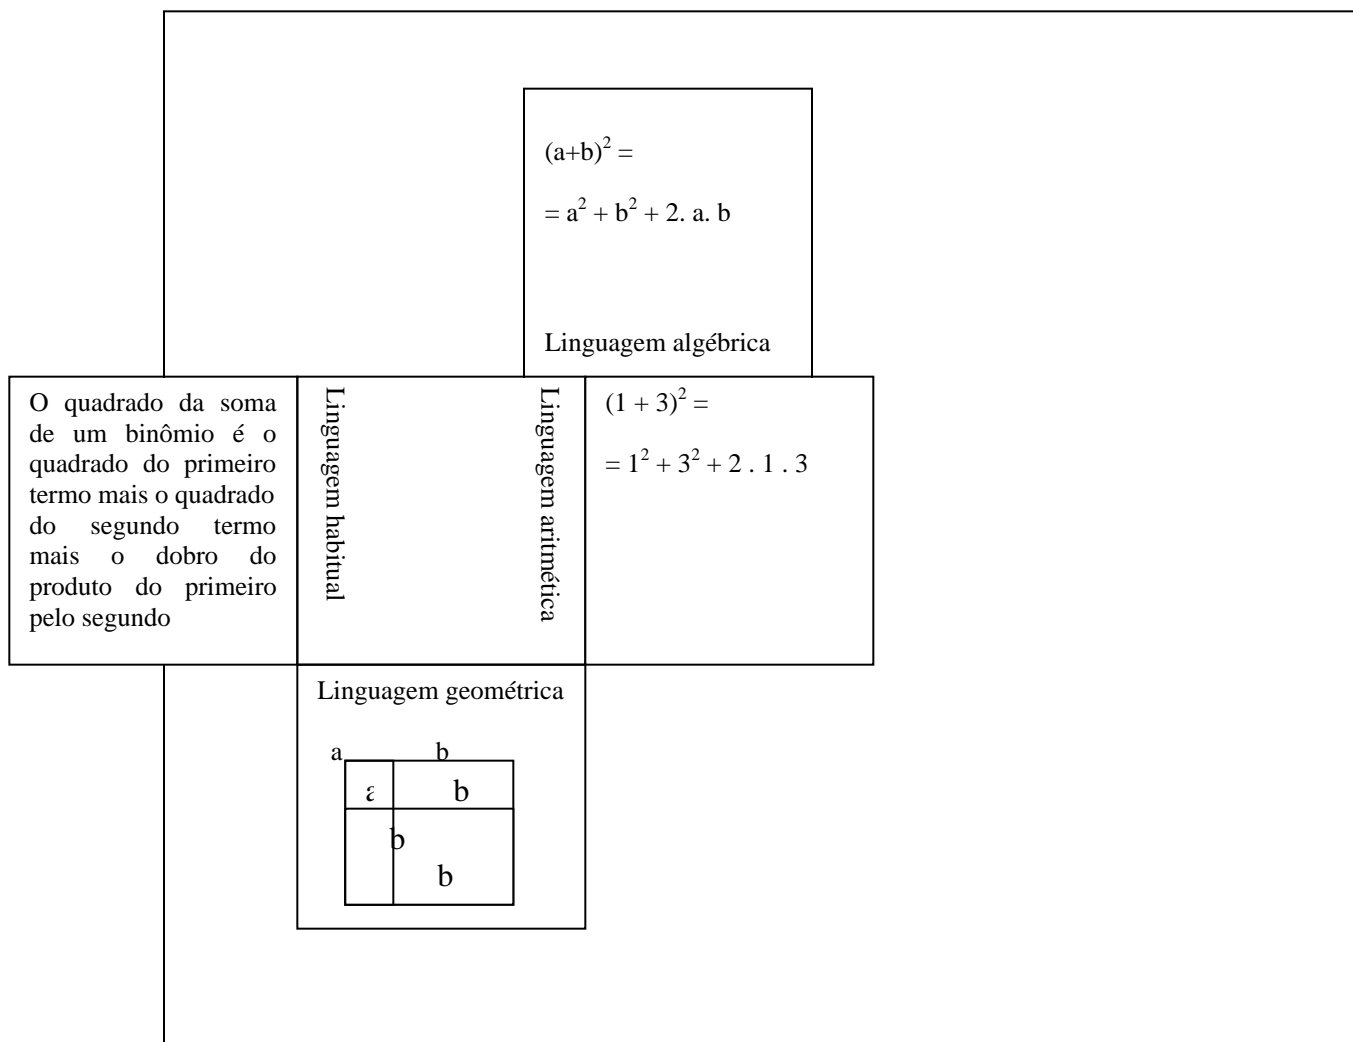 (a+b)² =
= a² + b² + 2. a. b
Linguagem algébrica
O quadrado da soma
de um binômio é o
quadrado do primeiro
termo mais o quadrado
do segundo termo
mais o dobro do
produto do primeiro
pelo segundo
Linguagem habitual
Linguagem aritmética
(1 + 3)² =
= 1² + 3² + 2 . 1 . 3
Linguagem geométrica
a b
a b
b
b